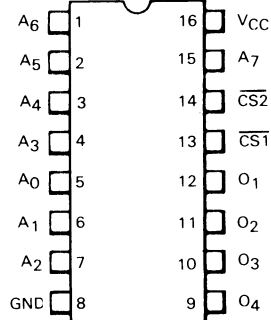 A6 1 16 VCC
A5 2 15 A7
A4 3 14 CS2
A3 4 13 CS1
A0 5 12 O1
A1 6 11 O2
A2 7 10 O3
GND 8 9 O4